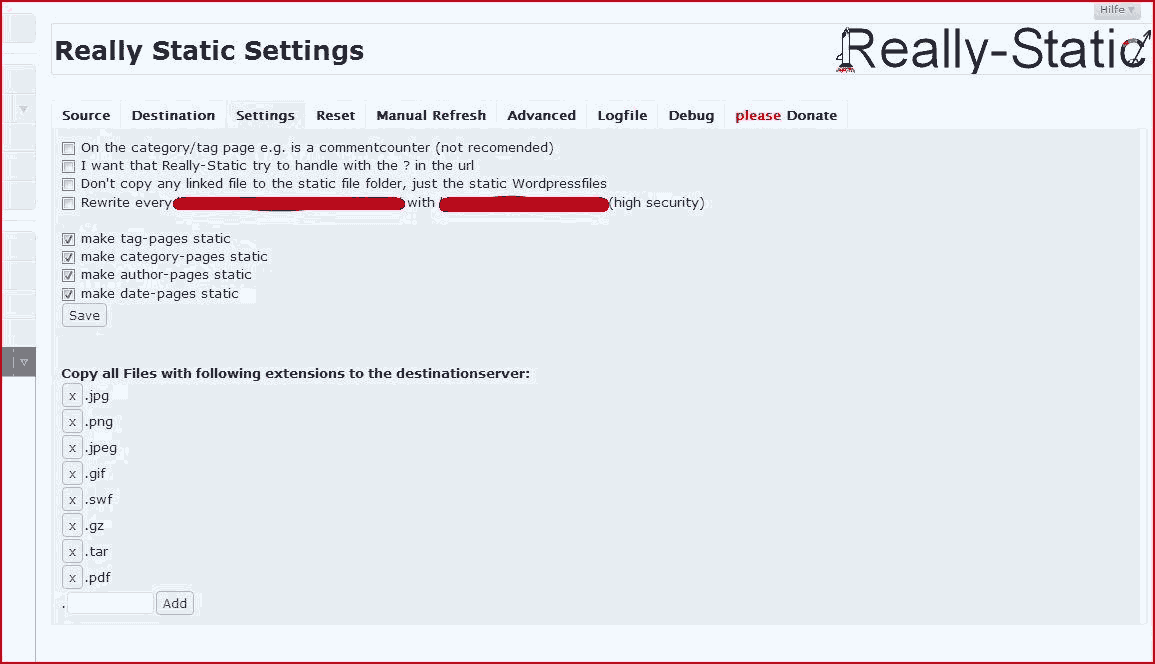 Hilfe
Really Static Settings
Really-Static
Source Destination Settings Reset Manual Refresh Advanced Logfile Debug please Donate
On the category/tag page e.g. is a commentcounter (not recomended)
I want that Really-Static try to handle with the ? in the url
Don't copy any linked file to the static file folder, just the static Wordpressfiles
Rewrite every with (high security)
make tag-pages static
make category-pages static
make author-pages static
make date-pages static
Save
Copy all Files with following extensions to the destinationserver:
x .jpg
x .png
x .jpeg
x .gif
x .swf
x .gz
x .tar
x .pdf
. Add